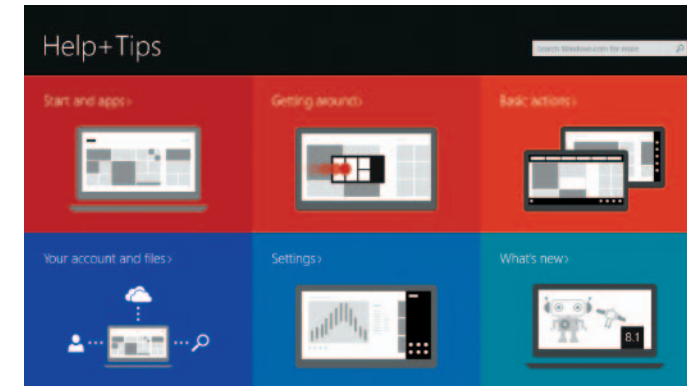 Help+Tips
Search Windows.com for more
Start and apps›
Getting around›
Basic actions›
Your account and files›
Settings›
What's new›
8.1